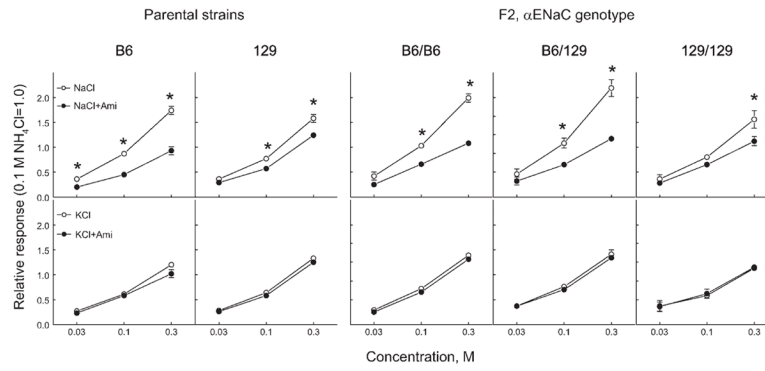 Parental strains F2, αENaC genotype
B6 129 B6/B6 B6/129 129/129
NaCl
NaCl+Ami
* * * * * * * * * *
2.0
1.5
1.0
0.5
0.0
KCl
KCl+Ami
2.0
1.5
1.0
0.5
0.0
Relative response (0.1 M NH4Cl=1.0)
0.03 0.1 0.3 0.03 0.1 0.3 0.03 0.1 0.3 0.03 0.1 0.3 0.03 0.1 0.3
Concentration, M